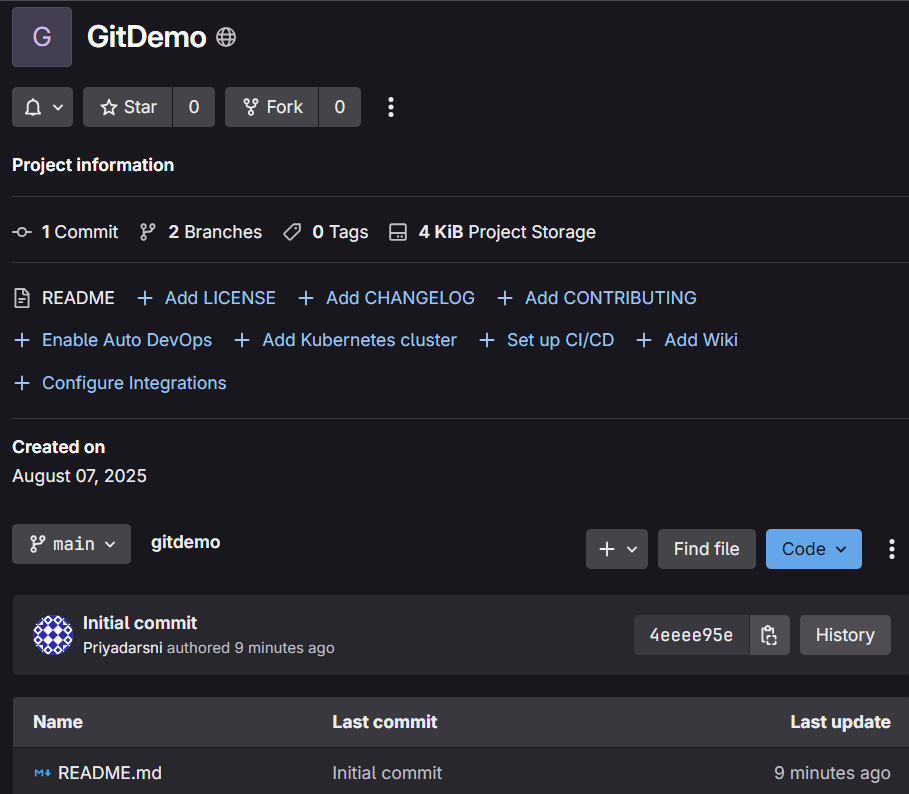 G GitDemo
Star 0 Fork 0
Project information
1 Commit 2 Branches 0 Tags 4 KiB Project Storage
README + Add LICENSE + Add CHANGELOG + Add CONTRIBUTING
+ Enable Auto DevOps + Add Kubernetes cluster + Set up CI/CD + Add Wiki
+ Configure Integrations
Created on
August 07, 2025
main gitdemo + Find file Code
Initial commit
Priyadarsni authored 9 minutes ago
4eeee95e History
Name Last commit Last update
M↓ README.md Initial commit 9 minutes ago